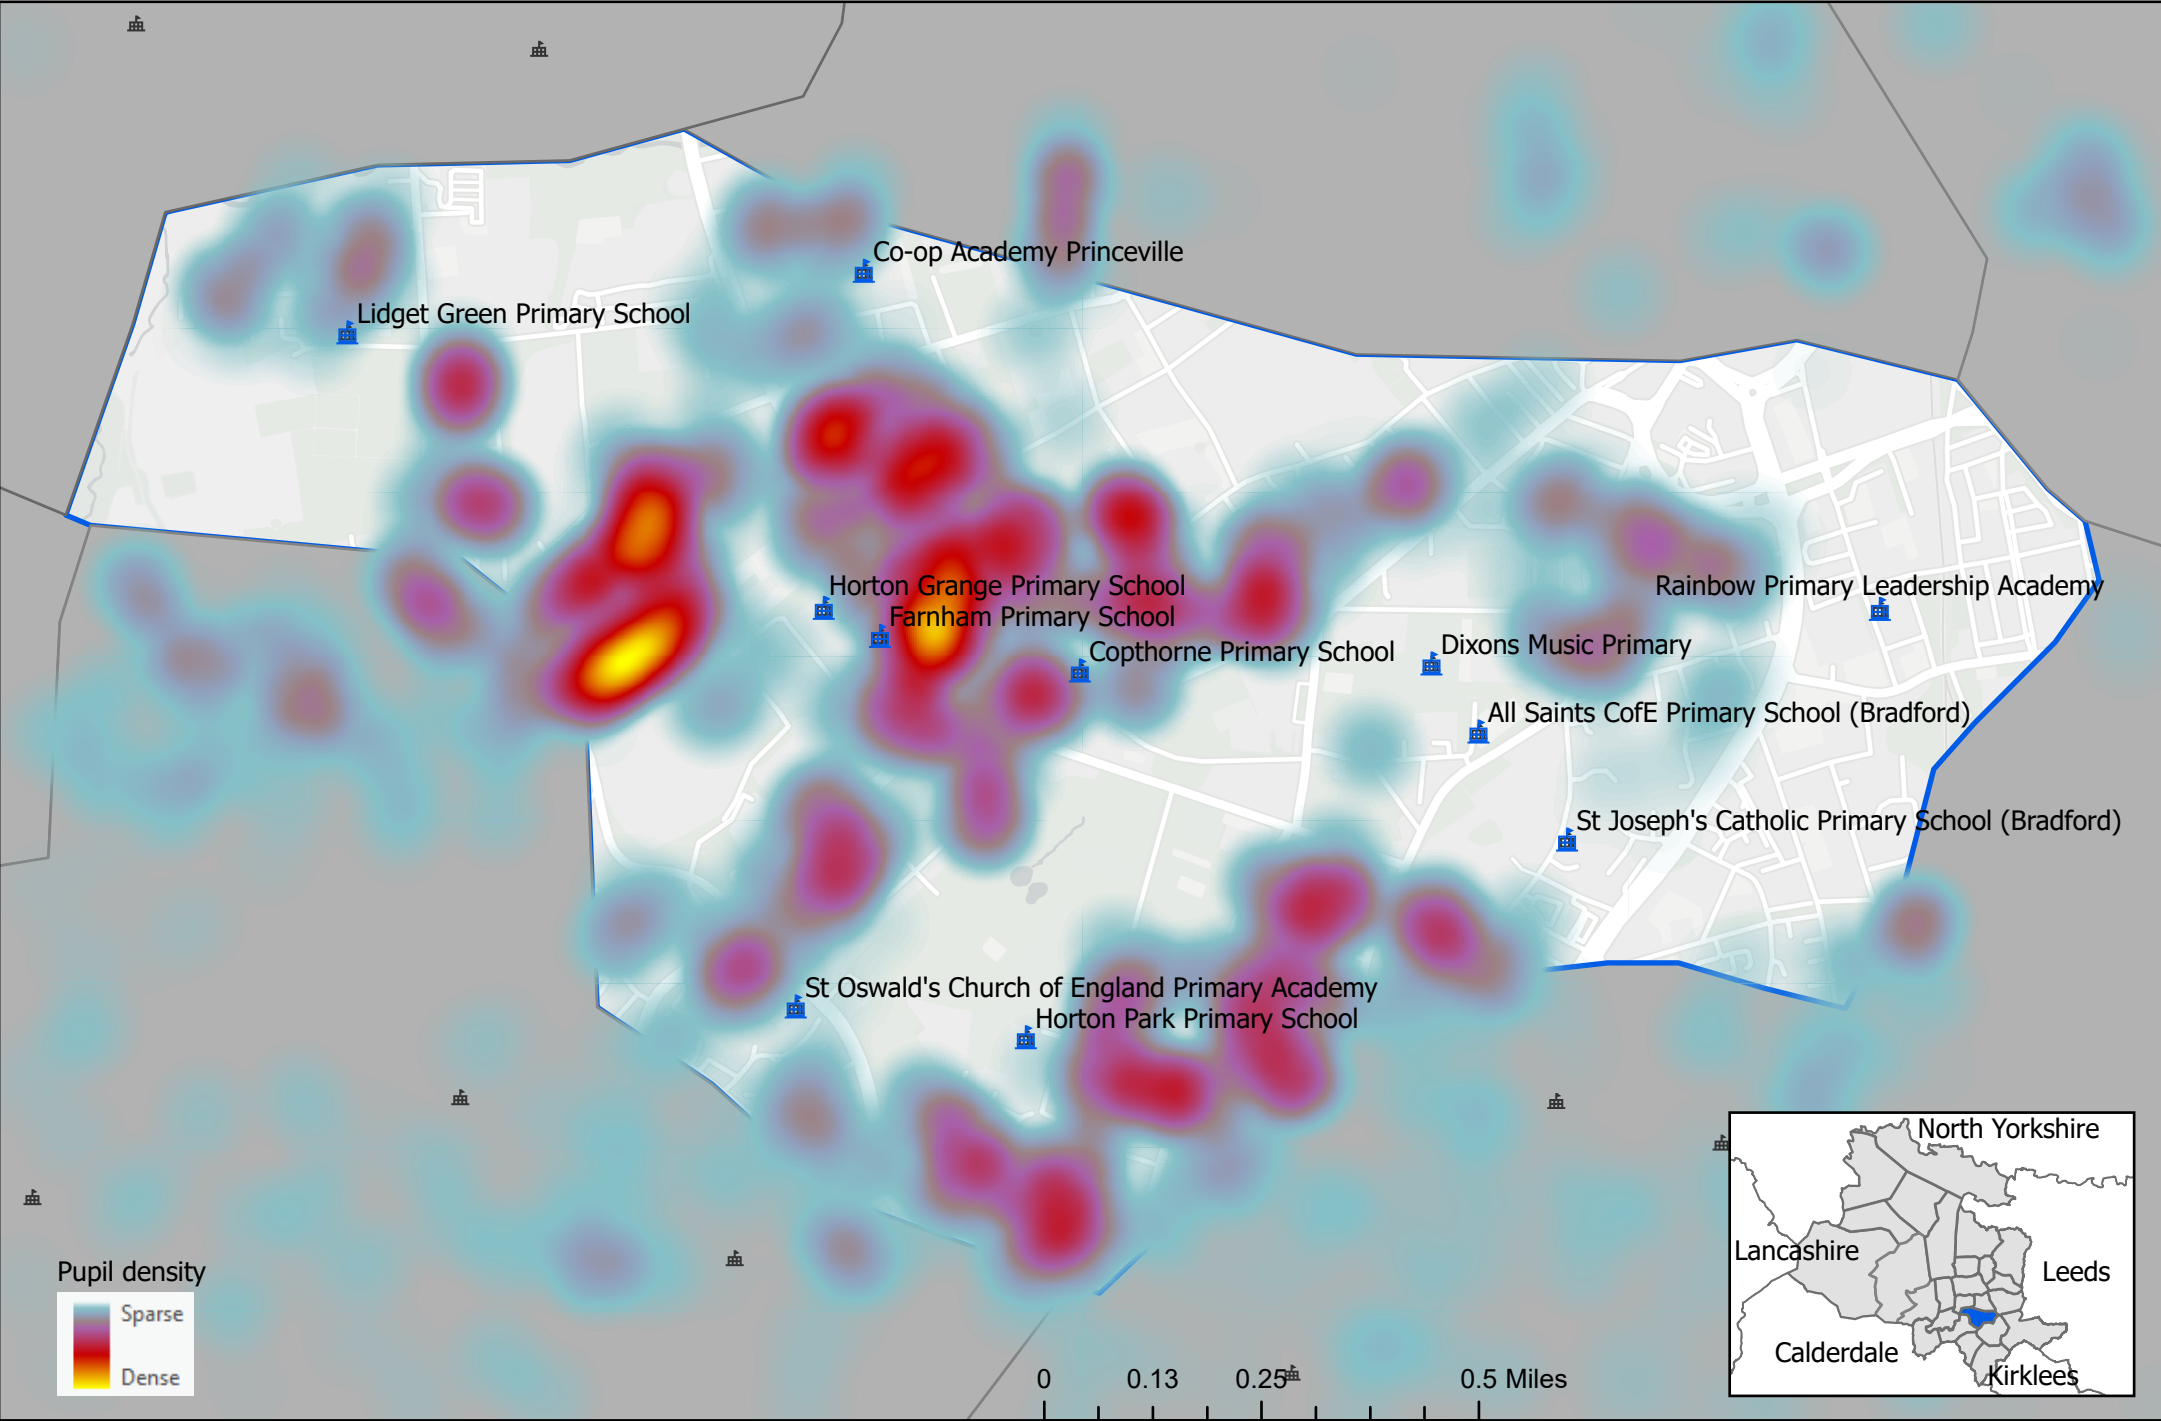 Co-op Academy Princeville
Lidget Green Primary School
Horton Grange Primary School
Rainbow Primary Leadership Academy
Farnham Primary School
Copthorne Primary School
Dixons Music Primary
All Saints CofE Primary School (Bradford)
St Joseph's Catholic Primary School (Bradford)
St Oswald's Church of England Primary Academy
Horton Park Primary School
Pupil density
Sparse
Dense
0 0.13 0.25 0.5 Miles
North Yorkshire
Lancashire
Leeds
Calderdale
Kirklees